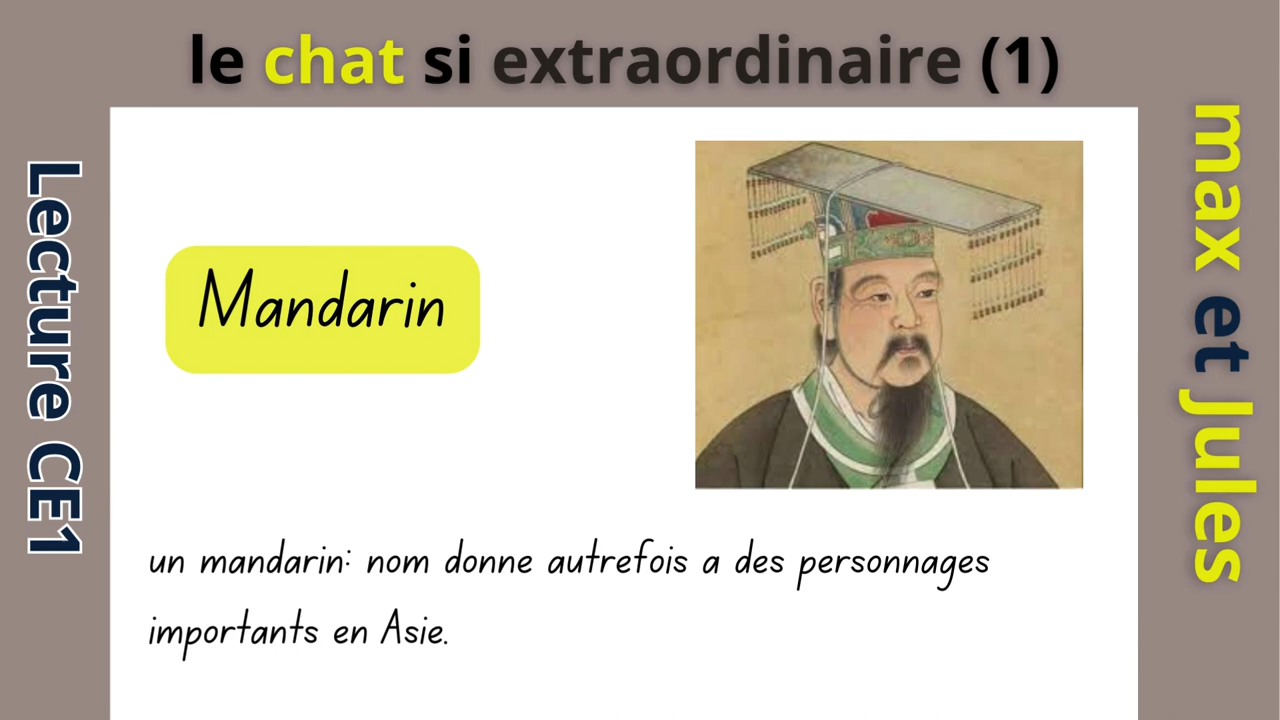 le chat si extraordinaire (1)
Lecture CE1
Mandarin
un mandarin: nom donne autrefois a des personnages
importants en Asie.
max et Jules